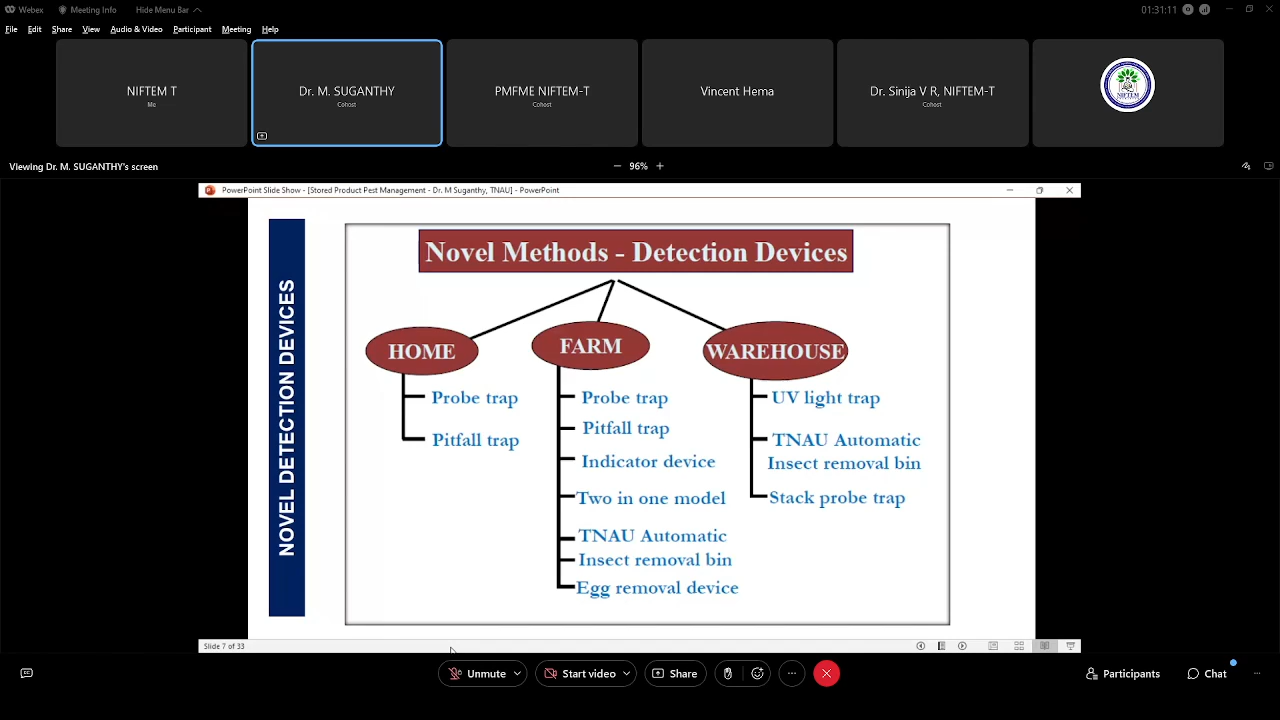 Webex
Meeting Info
Hide Menu Bar
01:31:11
File Edit Share View Audio & Video Participant Meeting Help
NIFTEM T
Me
Dr. M. SUGANTHY
Cohost
PMFME NIFTEM-T
Cohost
Vincent Hema
Dr. Sinija V R, NIFTEM-T
Cohost
NIFTEM
Viewing Dr. M. SUGANTHY's screen
96%
PowerPoint Slide Show - [Stored Product Pest Management - Dr. M Suganthy, TNAU] - PowerPoint
NOVEL DETECTION DEVICES
Novel Methods - Detection Devices
HOME
Probe trap
Pitfall trap
FARM
Probe trap
Pitfall trap
Indicator device
Two in one model
TNAU Automatic
Insect removal bin
Egg removal device
WAREHOUSE
UV light trap
TNAU Automatic
Insect removal bin
Stack probe trap
Slide 7 of 33
Unmute
Start video
Share
Participants
Chat